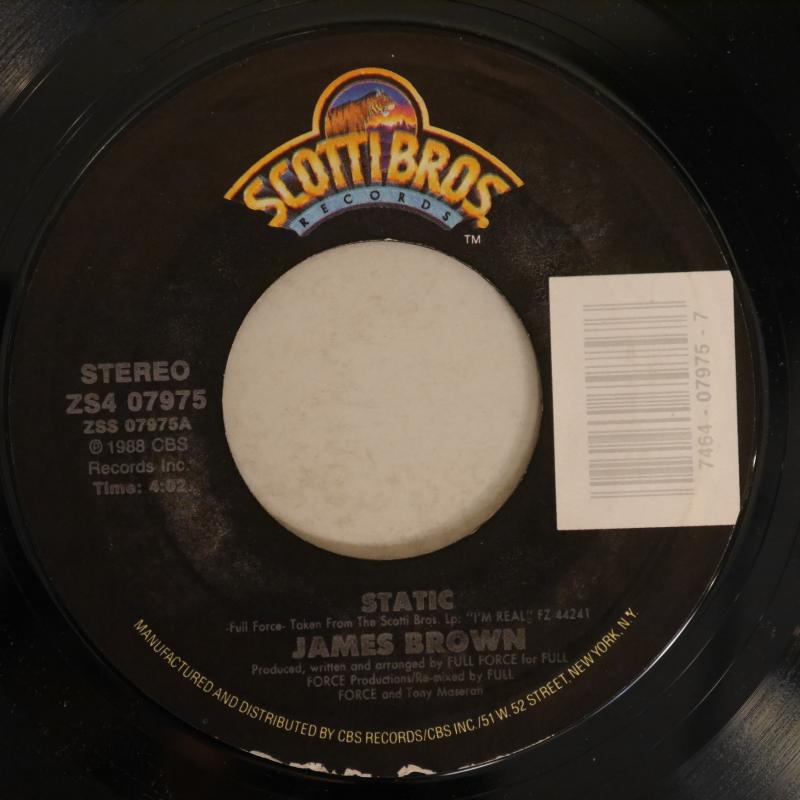 SCOTTI BROS.
RECORDS
TM
STEREO
ZS4 07975
ZSS 07975A
℗ 1988 CBS
Records Inc.
Time: 4:02
7464-07975-7
STATIC
-Full Force- Taken From The Scotti Bros. Lp: "I'M REAL" FZ 44241
JAMES BROWN
Produced, written and arranged by FULL FORCE for FULL
FORCE Productions/Re-mixed by FULL
FORCE and Tony Maserati
MANUFACTURED AND DISTRIBUTED BY CBS RECORDS/CBS INC./51 W. 52 STREET, NEW YORK, N.Y.